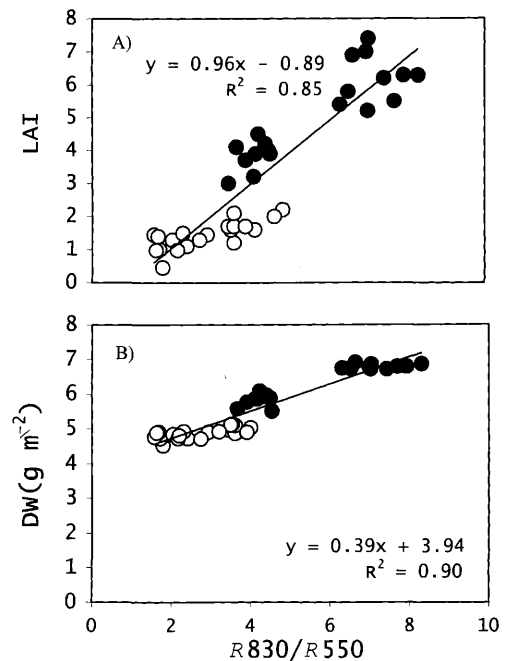 A)
y = 0.96x - 0.89
R² = 0.85
8
7
6
5
4
3
2
1
0
LAI
B)
8
7
6
5
4
3
2
1
0
DW(g m⁻²)
y = 0.39x + 3.94
R² = 0.90
0 2 4 6 8 10
R830/R550